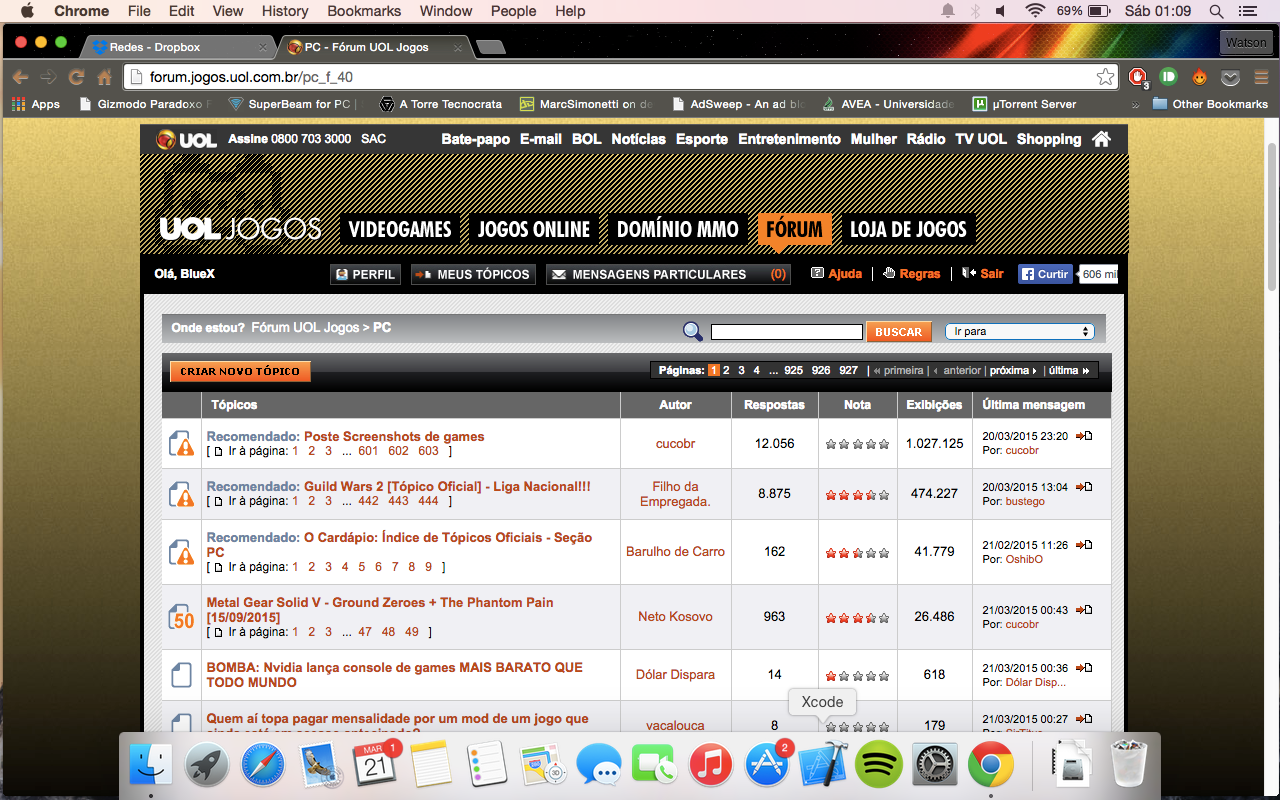 Chrome File Edit View History Bookmarks Window People Help 69% Sáb 01:09
Redes - Dropbox PC - Fórum UOL Jogos Watson
forum.jogos.uol.com.br/pc_f_40 3
Apps Gizmodo Paradoxo SuperBeam for PC | A Torre Tecnocrata MarcSimonetti on de AdSweep - An ad blo AVEA - Universidade µTorrent Server » Other Bookmarks
UOL Assine 0800 703 3000 SAC Bate-papo E-mail BOL Notícias Esporte Entretenimento Mulher Rádio TV UOL Shopping
UOL JOGOS VIDEOGAMES JOGOS ONLINE DOMÍNIO MMO FÓRUM LOJA DE JOGOS
Olá, BlueX PERFIL MEUS TÓPICOS MENSAGENS PARTICULARES (0) Ajuda | Regras | Sair Curtir 606 mil
Onde estou? Fórum UOL Jogos > PC BUSCAR Ir para
CRIAR NOVO TÓPICO Páginas: 1 2 3 4 ... 925 926 927 | primeira | anterior | próxima | última
Tópicos Autor Respostas Nota Exibições Última mensagem
Recomendado: Poste Screenshots de games
[ Ir à página: 1 2 3 ... 601 602 603 ]
cucobr 12.056 1.027.125
20/03/2015 23:20
Por: cucobr
Recomendado: Guild Wars 2 [Tópico Oficial] - Liga Nacional!!!
[ Ir à página: 1 2 3 ... 442 443 444 ]
Filho da
Empregada.
8.875 474.227
20/03/2015 13:04
Por: bustego
Recomendado: O Cardápio: Índice de Tópicos Oficiais - Seção
PC
[ Ir à página: 1 2 3 4 5 6 7 8 9 ]
Barulho de Carro 162 41.779
21/02/2015 11:26
Por: OshibO
50
Metal Gear Solid V - Ground Zeroes + The Phantom Pain
[15/09/2015]
[ Ir à página: 1 2 3 ... 47 48 49 ]
Neto Kosovo 963 26.486
21/03/2015 00:43
Por: cucobr
BOMBA: Nvidia lança console de games MAIS BARATO QUE
TODO MUNDO
Dólar Dispara 14 618
21/03/2015 00:36
Por: Dólar Disp...
Quem aí topa pagar mensalidade por um mod de um jogo que
vacalouca 8 179
21/03/2015 00:27
Xcode
MAR 1
21
3D
2